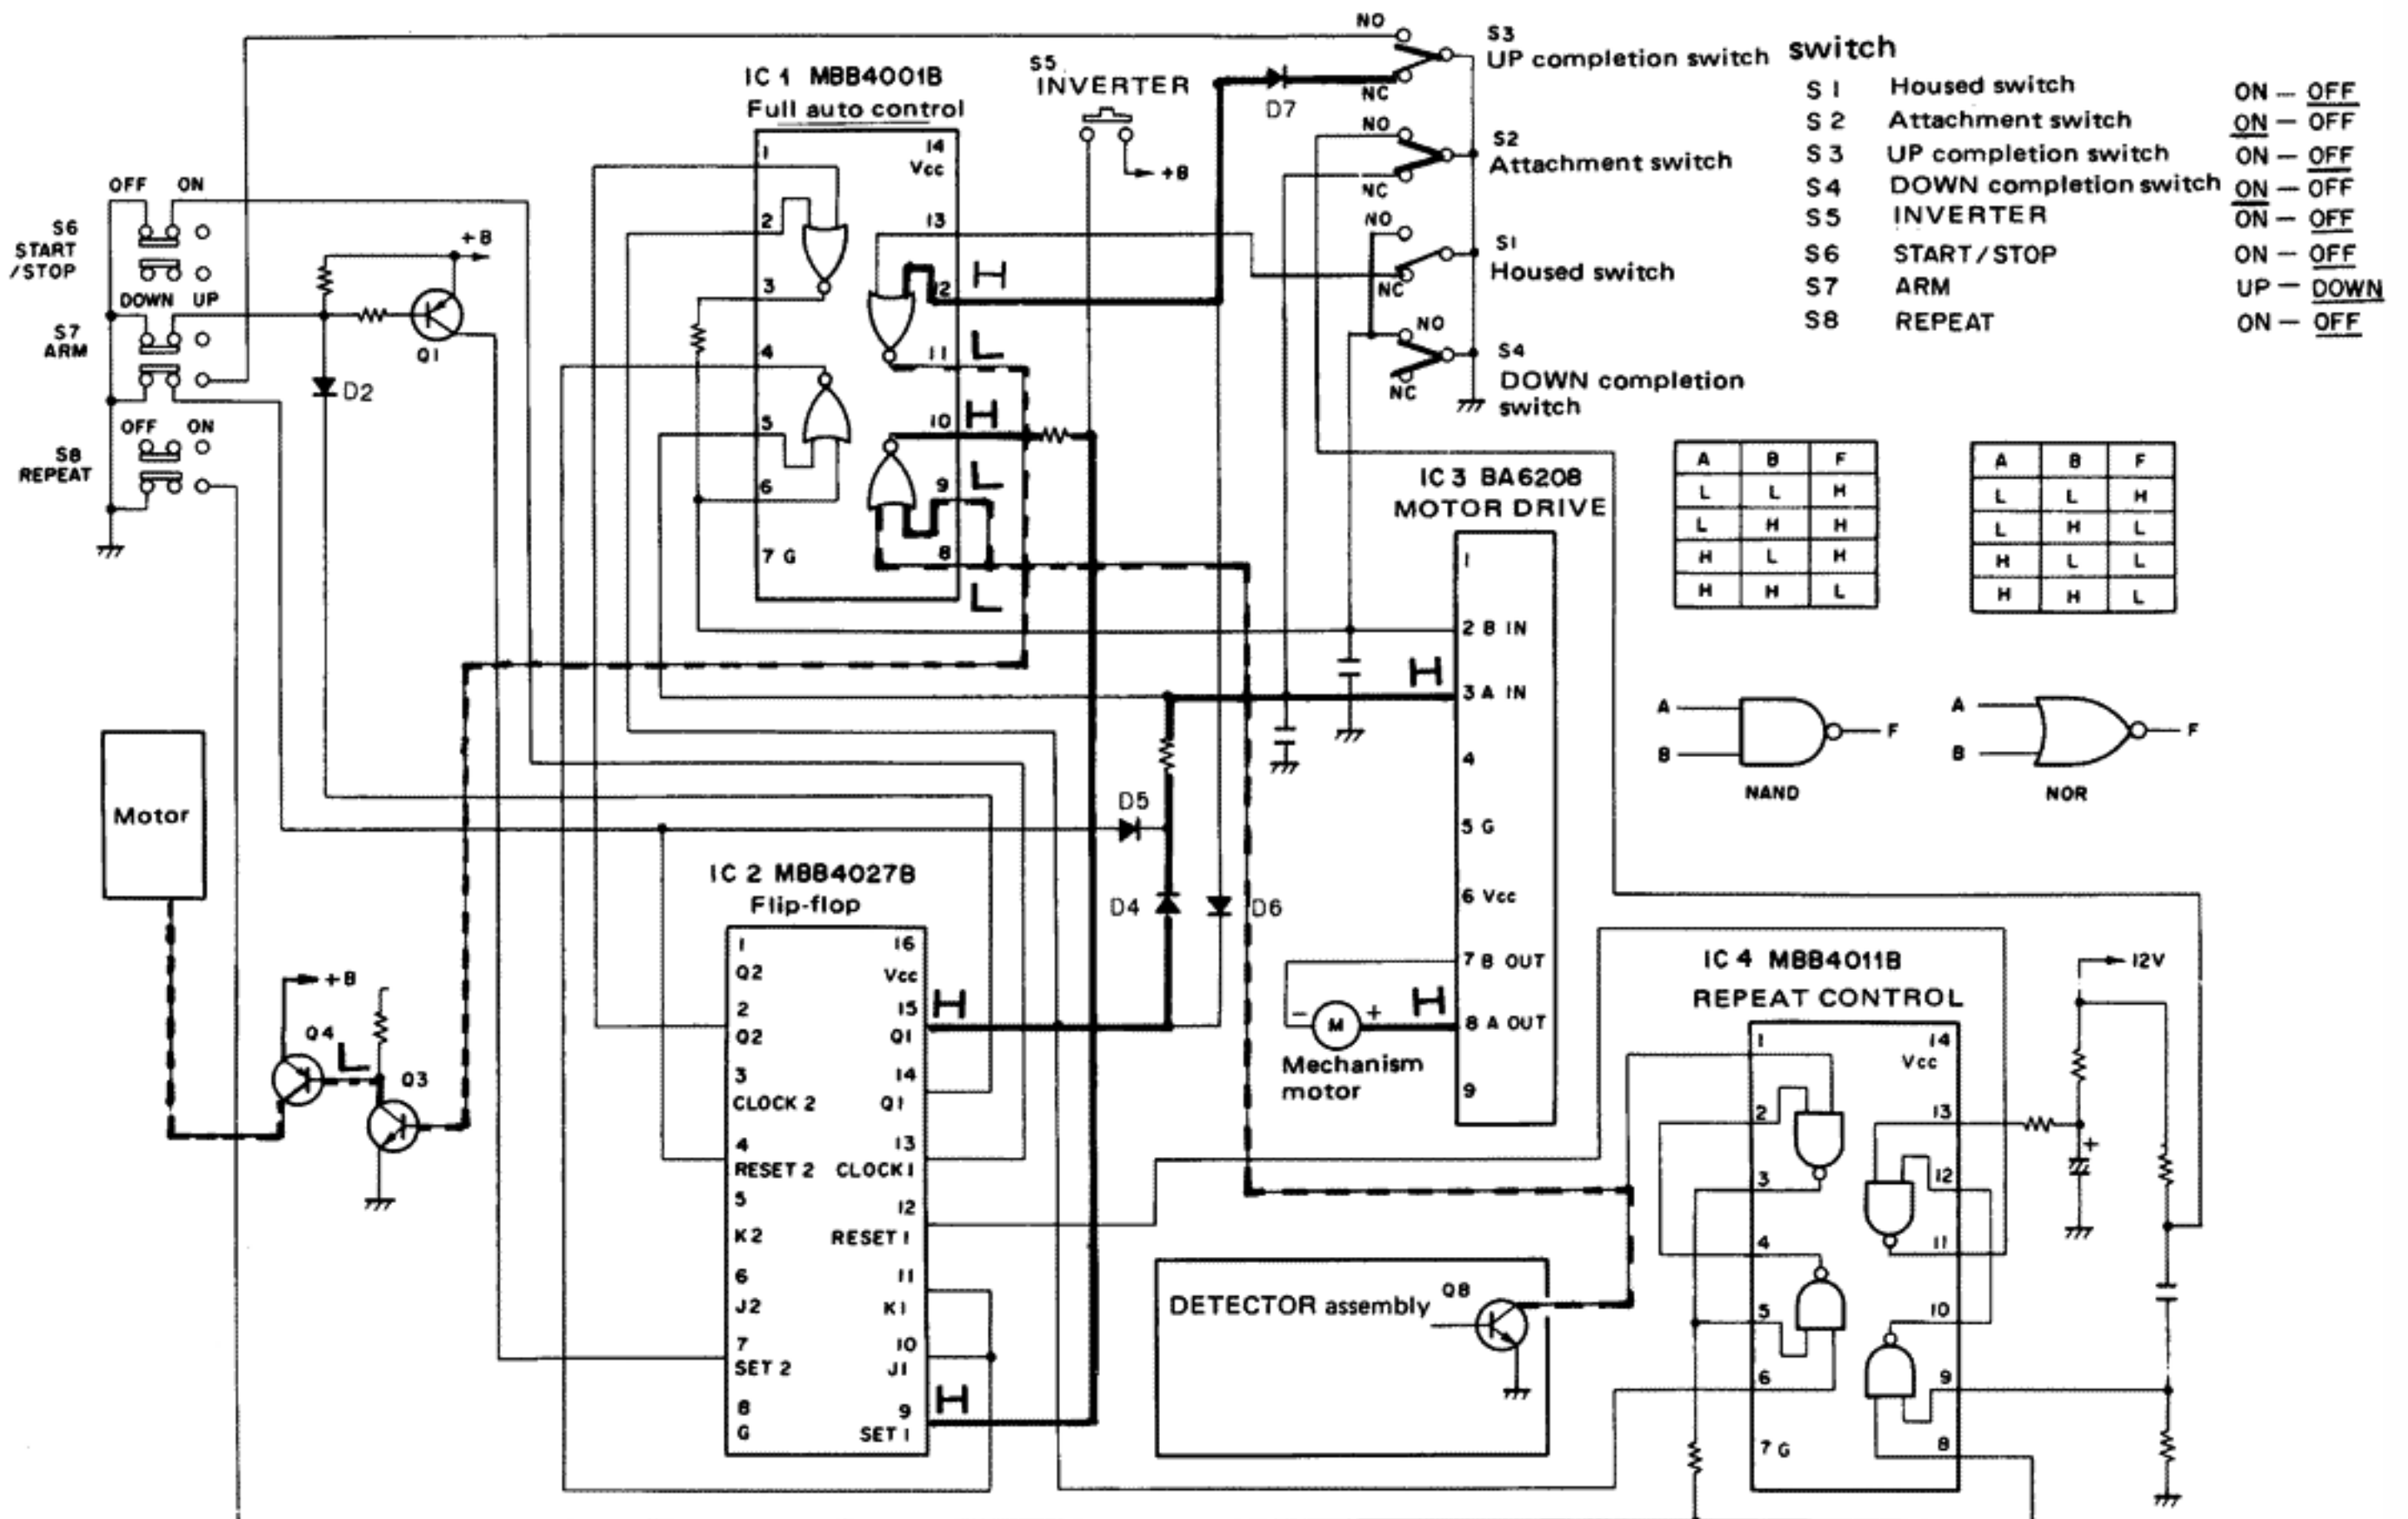 NO
S3
UP completion switch
NC
D7
IC 1 MBB4001B
Full auto control
S5
INVERTER
+B
NO
S2
Attachment switch
NC
NO
S1
Housed switch
NC
NO
S4
NC
DOWN completion
switch
switch
S 1 Housed switch ON — OFF
S 2 Attachment switch ON — OFF
S 3 UP completion switch ON — OFF
S4 DOWN completion switch ON — OFF
S5 INVERTER ON — OFF
S6 START/STOP ON — OFF
S7 ARM UP — DOWN
S8 REPEAT ON — OFF
OFF ON
S6
START
/STOP
DOWN UP
S7
ARM
OFF ON
S8
REPEAT
+B
Q1
D2
1
14
Vcc
2
13
H
12
3
L
4
11
H
5
10
L
6
9
7 G
8
L
IC 3 BA6208
MOTOR DRIVE
1
2 B IN
H
3 A IN
4
5 G
6 Vcc
7 B OUT
H
8 A OUT
9
− M +
Mechanism
motor
A B F
L L H
L H H
H L H
H H L
A B F
L L H
L H L
H L L
H H L
A
B
F
NAND
A
B
F
NOR
Motor
D5
D4
D6
+B
Q4
L
Q3
IC 2 MBB4027B
Flip-flop
1
16
Q2
Vcc
2
15
H
Q2
Q1
3
14
CLOCK 2
Q1
4
13
RESET 2
CLOCK 1
5
12
K2
RESET 1
6
11
J2
K1
7
10
SET 2
J1
8
9
H
G
SET 1
DETECTOR assembly
Q8
IC 4 MBB4011B
REPEAT CONTROL
12V
1
14
Vcc
2
13
+
3
12
4
11
5
10
6
9
7 G
8